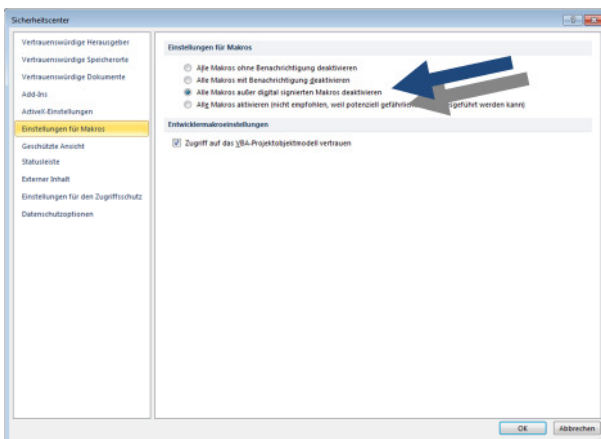 Sicherheitscenter
Vertrauenswürdige Herausgeber
Vertrauenswürdige Speicherorte
Vertrauenswürdige Dokumente
Add-Ins
ActiveX-Einstellungen
Einstellungen für Makros
Geschützte Ansicht
Statusleiste
Externer Inhalt
Einstellungen für den Zugriffsschutz
Datenschutzoptionen
Einstellungen für Makros
Alle Makros ohne Benachrichtigung deaktivieren
Alle Makros mit Benachrichtigung deaktivieren
Alle Makros außer digital signierten Makros deaktivieren
Alle Makros aktivieren (nicht empfohlen, weil potenziell gefährlich ausgeführt werden kann)
Entwicklermakroeinstellungen
Zugriff auf das VBA-Projektobjektmodell vertrauen
OK Abbrechen